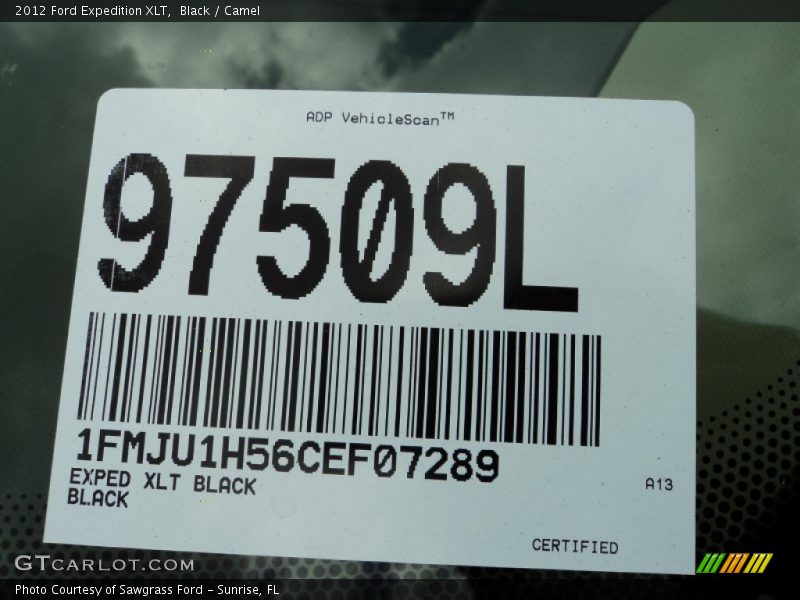 2012 Ford Expedition XLT,  Black / Camel
ADP VehicleScan™
97509L
1FMJU1H56CEF07289
EXPED XLT BLACK
BLACK
A13
CERTIFIED
GTCARLOT.COM
Photo Courtesy of Sawgrass Ford - Sunrise, FL